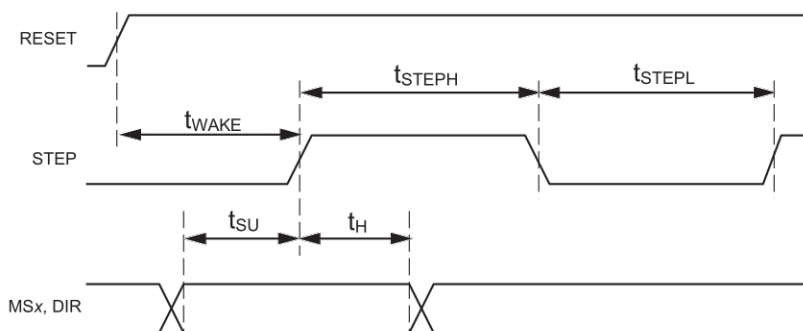 RESET
tSTEPH
tSTEPL
tWAKE
STEP
tSU
tH
MSx, DIR